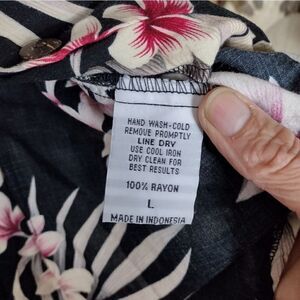 HAND WASH-COLD
REMOVE PROMPTLY
LINE DRY
USE COOL IRON
DRY CLEAN FOR
BEST RESULTS
100% RAYON
L
MADE IN INDONESIA